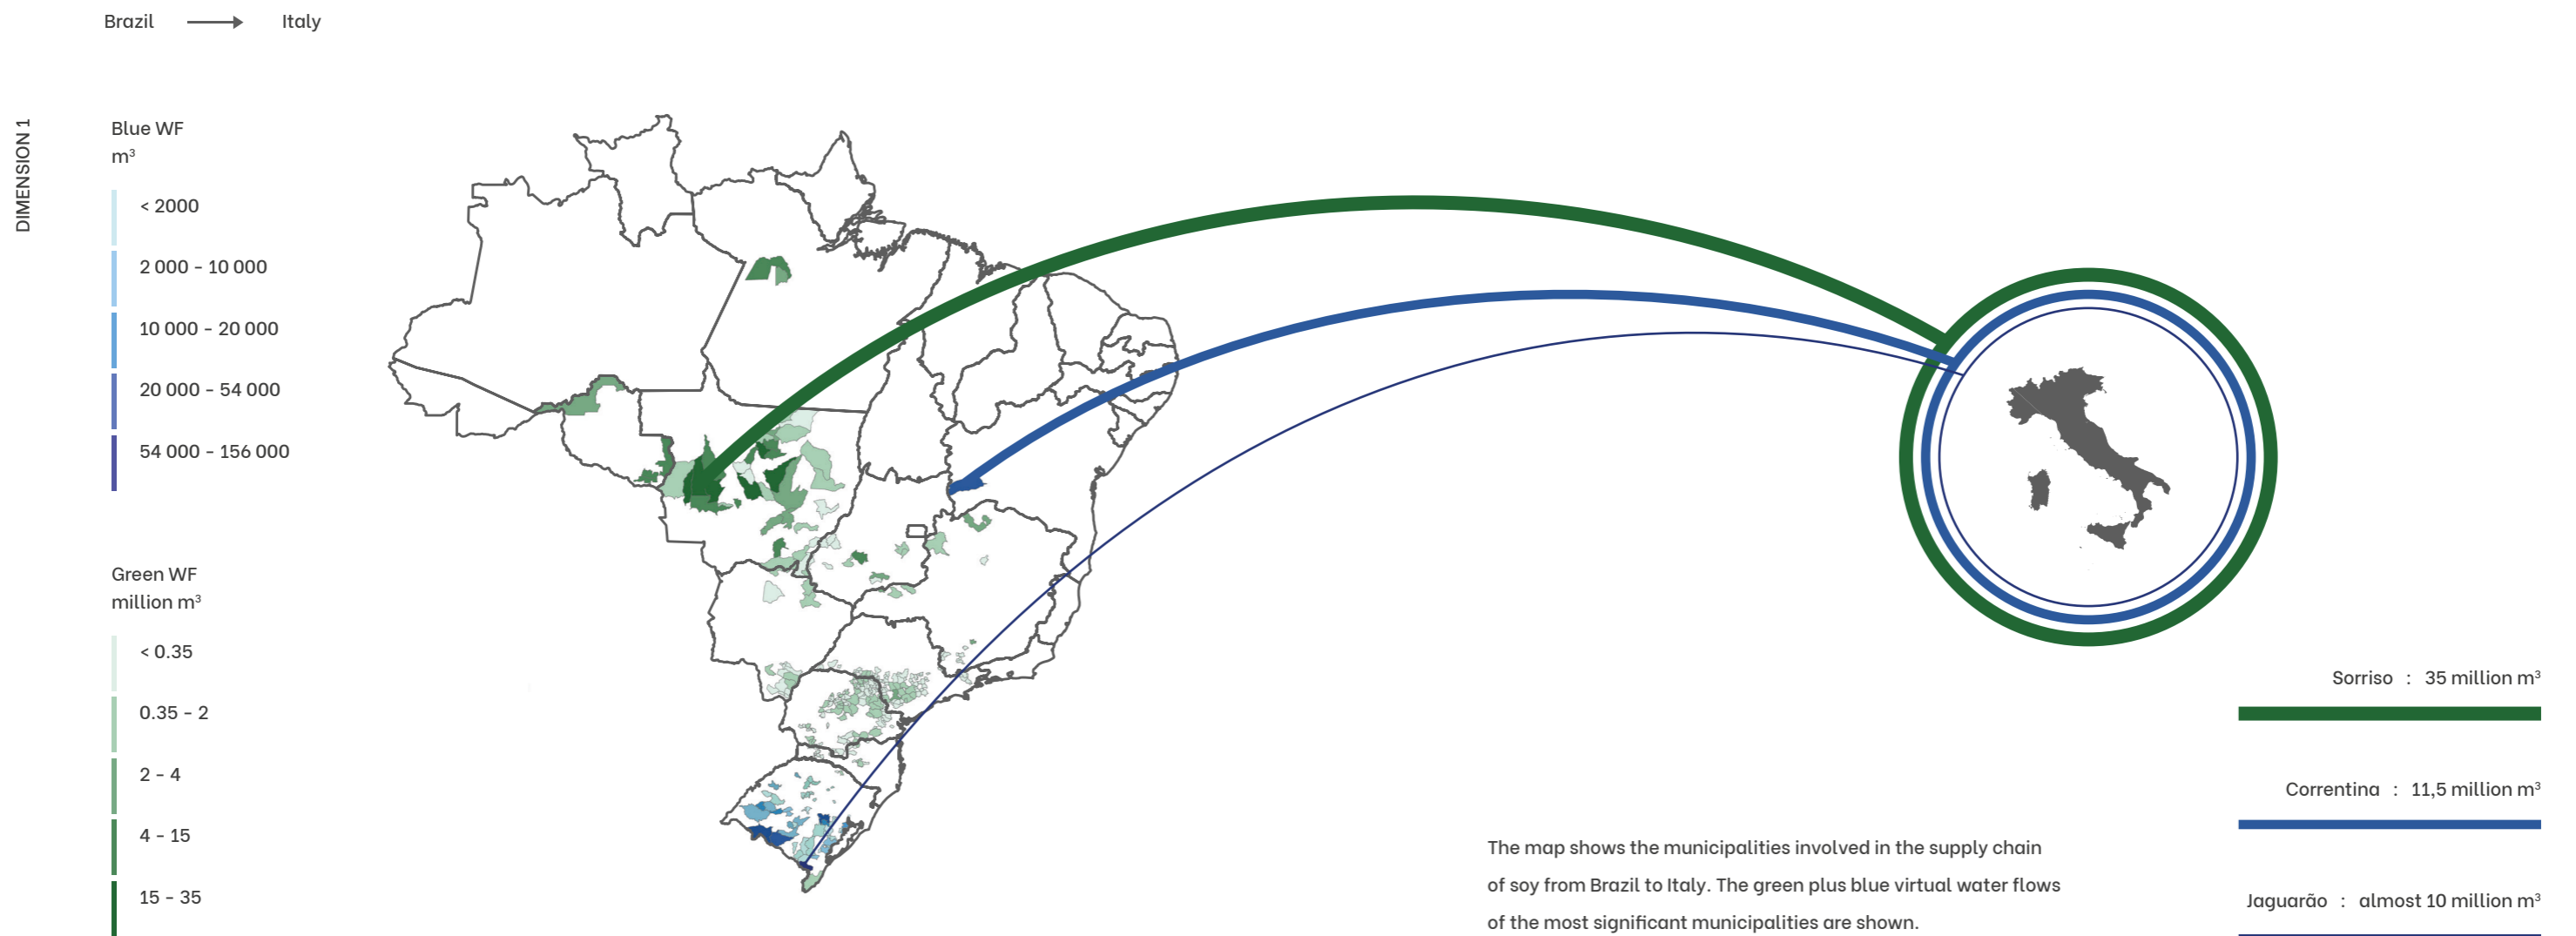 Brazil → Italy
DIMENSION 1
Blue WF
m³
< 2000
2 000 - 10 000
10 000 - 20 000
20 000 - 54 000
54 000 - 156 000
Green WF
million m³
< 0.35
0.35 - 2
2 - 4
4 - 15
15 - 35
Sorriso : 35 million m³
Correntina : 11,5 million m³
Jaguarão : almost 10 million m³
The map shows the municipalities involved in the supply chain
of soy from Brazil to Italy. The green plus blue virtual water flows
of the most significant municipalities are shown.